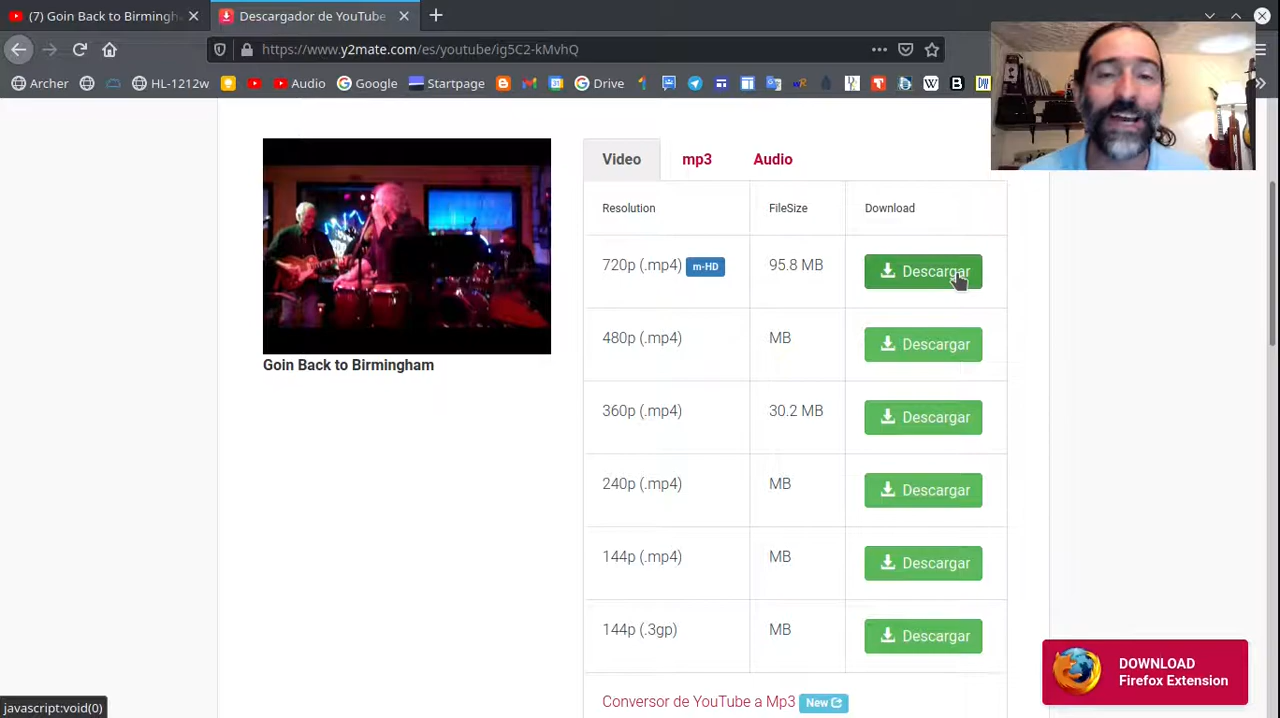 (7) Goin Back to Birmingh
Descargador de YouTube
https://www.y2mate.com/es/youtube/ig5C2-kMvhQ
Archer
HL-1212w
Audio
Google
Startpage
Drive
Video
mp3
Audio
Resolution
FileSize
Download
720p (.mp4) m-HD
95.8 MB
Descargar
480p (.mp4)
MB
Descargar
360p (.mp4)
30.2 MB
Descargar
240p (.mp4)
MB
Descargar
144p (.mp4)
MB
Descargar
144p (.3gp)
MB
Descargar
Goin Back to Birmingham
Conversor de YouTube a Mp3 New
DOWNLOAD
Firefox Extension
javascript:void(0)